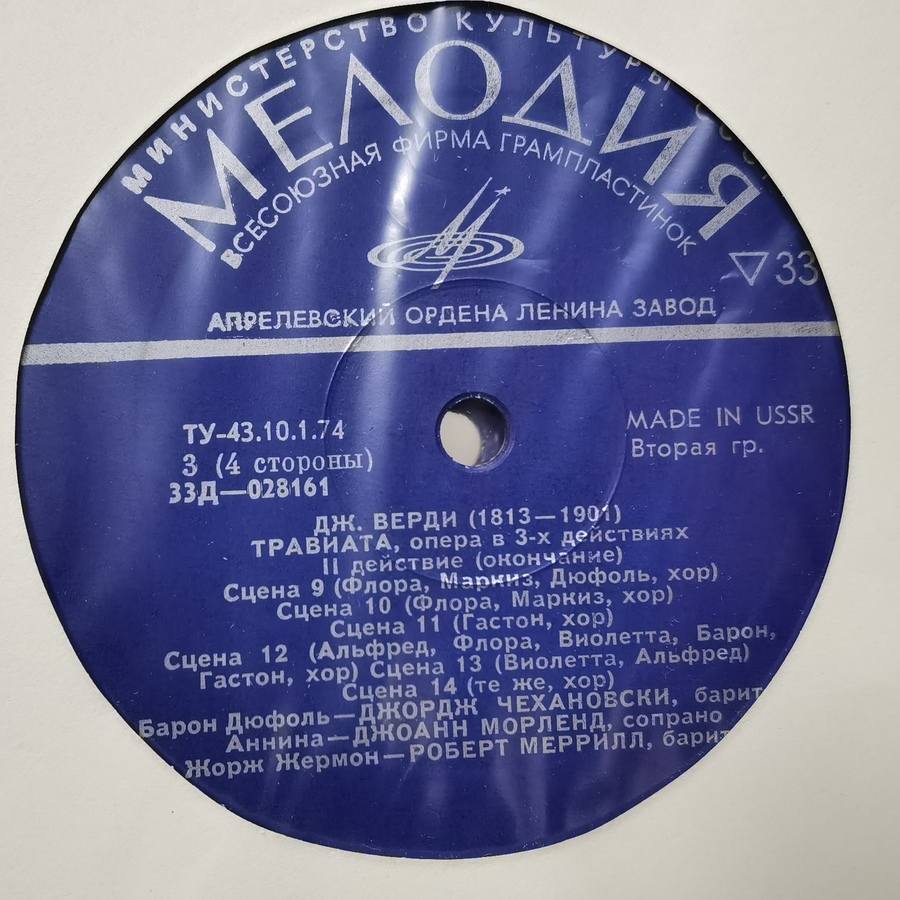 МИНИСТЕРСТВО КУЛЬТУРЫ
МЕЛОДИЯ
ВСЕСОЮЗНАЯ ФИРМА ГРАМПЛАСТИНОК
33
АПРЕЛЕВСКИЙ ОРДЕНА ЛЕНИНА ЗАВОД
ТУ-43.10.1.74
3 (4 стороны)
33Д—028161
MADE IN USSR
Вторая гр.
ДЖ. ВЕРДИ (1813—1901)
ТРАВИАТА, опера в 3-х действиях
II действие (окончание)
Сцена 9 (Флора, Маркиз, Дюфоль, хор)
Сцена 10 (Флора, Маркиз, хор)
Сцена 11 (Гастон, хор)
Сцена 12 (Альфред, Флора, Виолетта, Барон,
Гастон, хор) Сцена 13 (Виолетта, Альфред)
Сцена 14 (те же, хор)
Барон Дюфоль—ДЖОРДЖ ЧЕХАНОВСКИ, барит
Аннина—ДЖОАНН МОРЛЕНД, сопрано
Жорж Жермон—РОБЕРТ МЕРРИЛЛ, барит